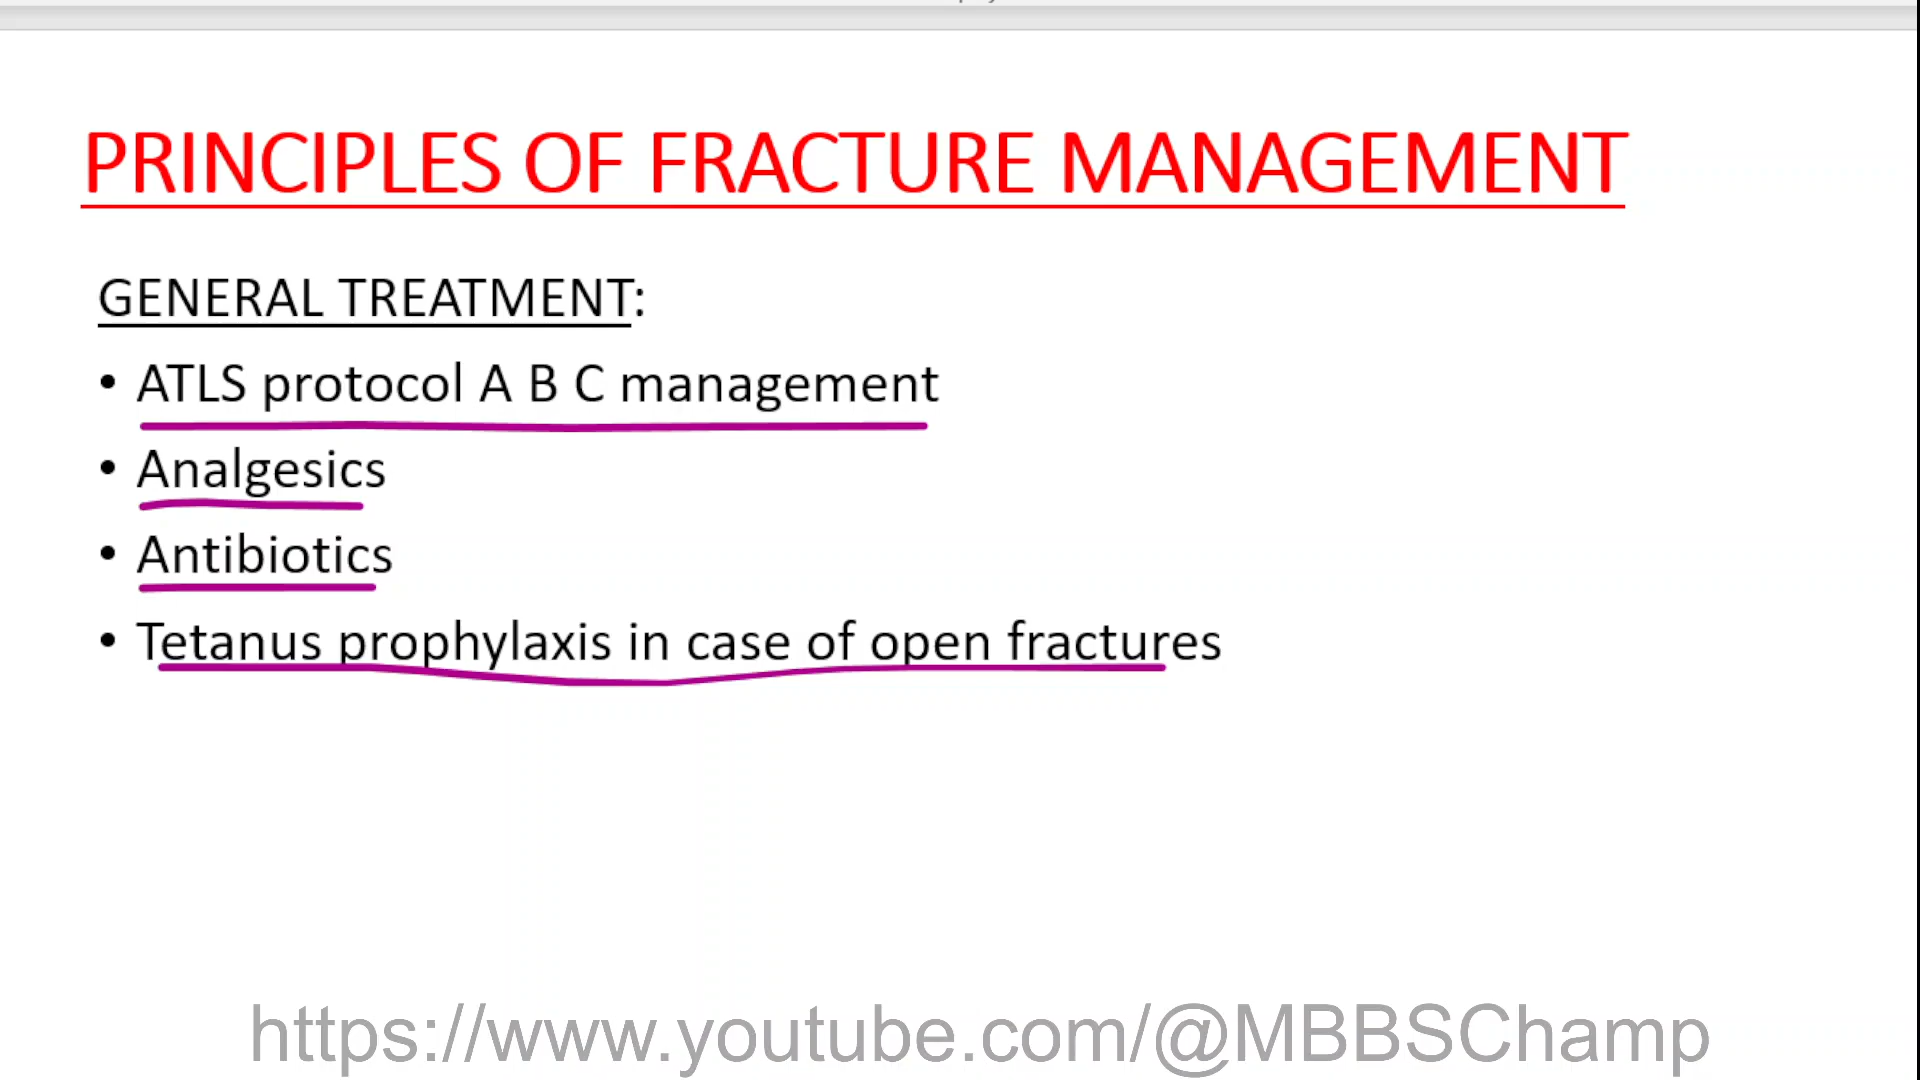 PRINCIPLES OF FRACTURE MANAGEMENT
GENERAL TREATMENT:
• ATLS protocol A B C management
• Analgesics
• Antibiotics
• Tetanus prophylaxis in case of open fractures
https://www.youtube.com/@MBBSChamp